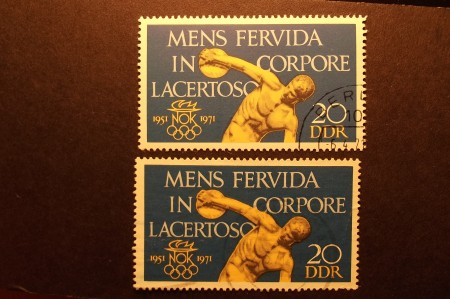 MENS FERVIDA
IN CORPORE
LACERTOSO
1951 NOK 1971
20
DDR
MENS FERVIDA
IN CORPORE
LACERTOSO
1951 NOK 1971
20
DDR